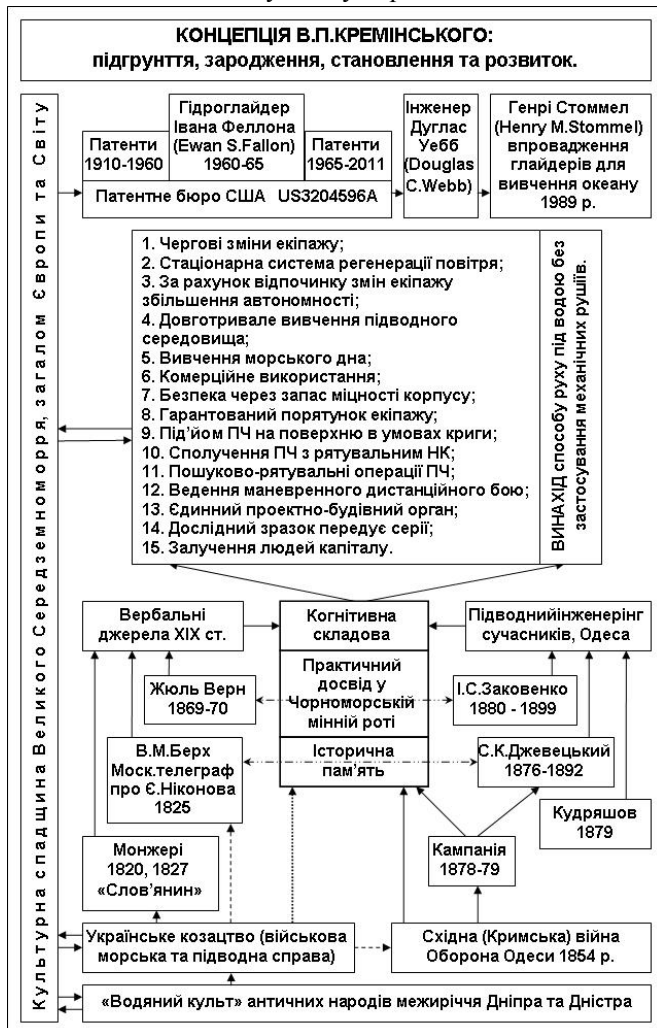 КОНЦЕПЦІЯ В.П.КРЕМІНСЬКОГО:
підгрунття, зародження, становлення та розвиток.
Культурна спадщина Великого Середземномор'я, загалом Європи та Світу
Патенти
1910-1960
Гідроглайдер
Івана Феллона
(Ewan S.Fallon)
1960-65
Патенти
1965-2011
Патентне бюро США US3204596A
Інженер
Дуглас
Уебб
(Douglas
C.Webb)
Генрі Стоммел
(Henry M.Stommel)
впровадження
глайдерів для
вивчення океану
1989 р.
1. Чергові зміни екіпажу;
2. Стаціонарна система регенерації повітря;
3. За рахунок відпочинку змін екіпажу
збільшення автономності;
4. Довготривале вивчення підводного
середовища;
5. Вивчення морського дна;
6. Комерційне використання;
7. Безпека через запас міцності корпусу;
8. Гарантований порятунок екіпажу;
9. Під'йом ПЧ на поверхню в умовах криги;
10. Сполучення ПЧ з рятувальним НК;
11. Пошуково-рятувальні операції ПЧ;
12. Ведення маневренного дистанційного бою;
13. Єдинний проектно-будівний орган;
14. Дослідний зразок передує серії;
15. Залучення людей капіталу.
ВИНАХІД способу руху під водою без
застосування механічних рушіїв.
Вербальні
джерела XIX ст.
Когнітивна
складова
Підводнийінженерінг
сучасників, Одеса
Практичний
досвід у
Чорноморській
мінній роті
Жюль Верн
1869-70
І.С.Заковенко
1880 - 1899
Історична
пам'ять
В.М.Берх
Моск.телеграф
про Є.Ніконова
1825
С.К.Джевецький
1876-1892
Кудряшов
1879
Монжері
1820, 1827
«Слов'янин»
Кампанія
1878-79
Українське козацтво (військова
морська та підводна справа)
Східна (Кримська) війна
Оборона Одеси 1854 р.
«Водяний культ» античних народів межиріччя Дніпра та Дністра